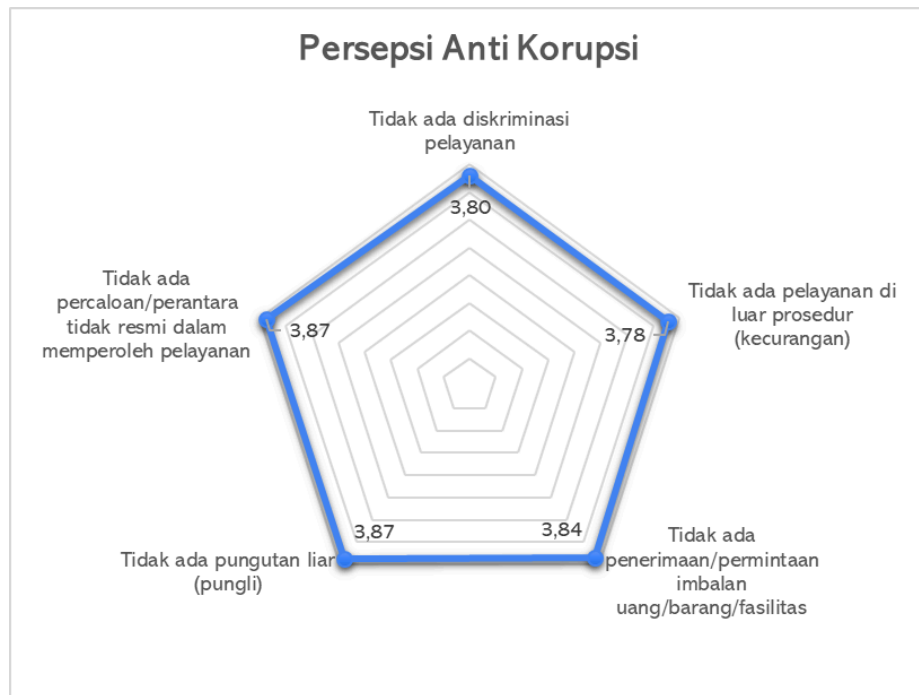 Persepsi Anti Korupsi
Tidak ada diskriminasi
pelayanan
3,80
Tidak ada pelayanan di
luar prosedur
(kecurangan)
3,78
Tidak ada
penerimaan/permintaan
imbalan
uang/barang/fasilitas
3,84
Tidak ada pungutan liar
(pungli)
3,87
Tidak ada
percaloan/perantara
tidak resmi dalam
memperoleh pelayanan
3,87